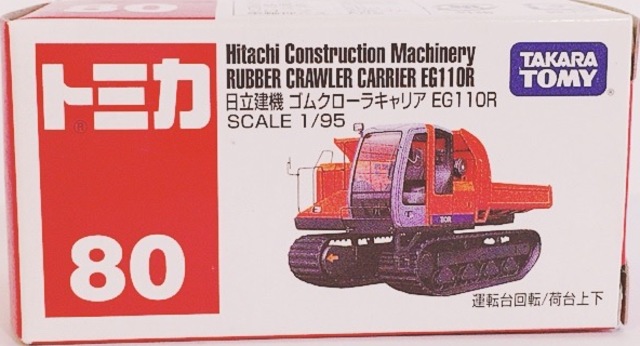 トミカ
®
80
Hitachi Construction Machinery
RUBBER CRAWLER CARRIER EG110R
日立建機 ゴムクローラキャリア EG110R
SCALE 1/95
TAKARA
TOMY
運転台回転/荷台上下